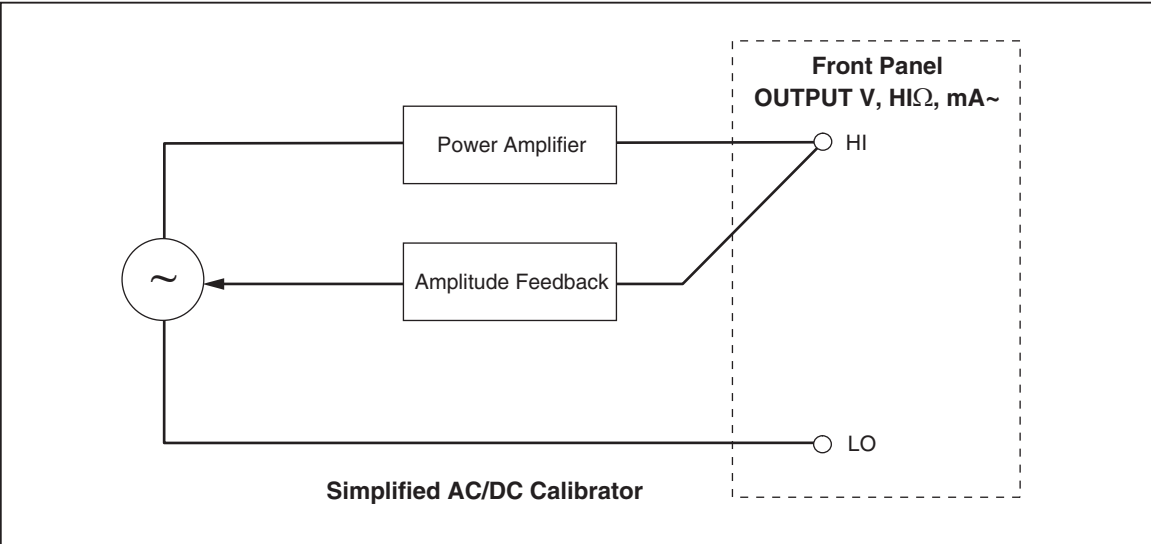 Front Panel
OUTPUT V, HIΩ, mA~
Power Amplifier
HI
~
Amplitude Feedback
LO
Simplified AC/DC Calibrator